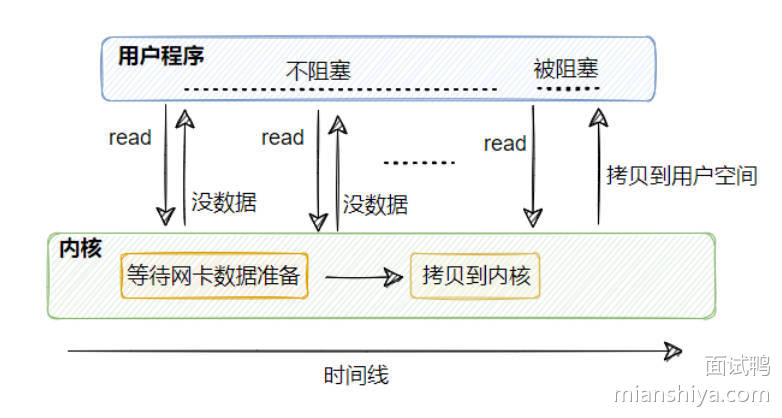 用户程序
不阻塞
被阻塞
read
没数据
read
没数据
read
拷贝到用户空间
内核
等待网卡数据准备
拷贝到内核
时间线
面试鸭
mianshiya.com